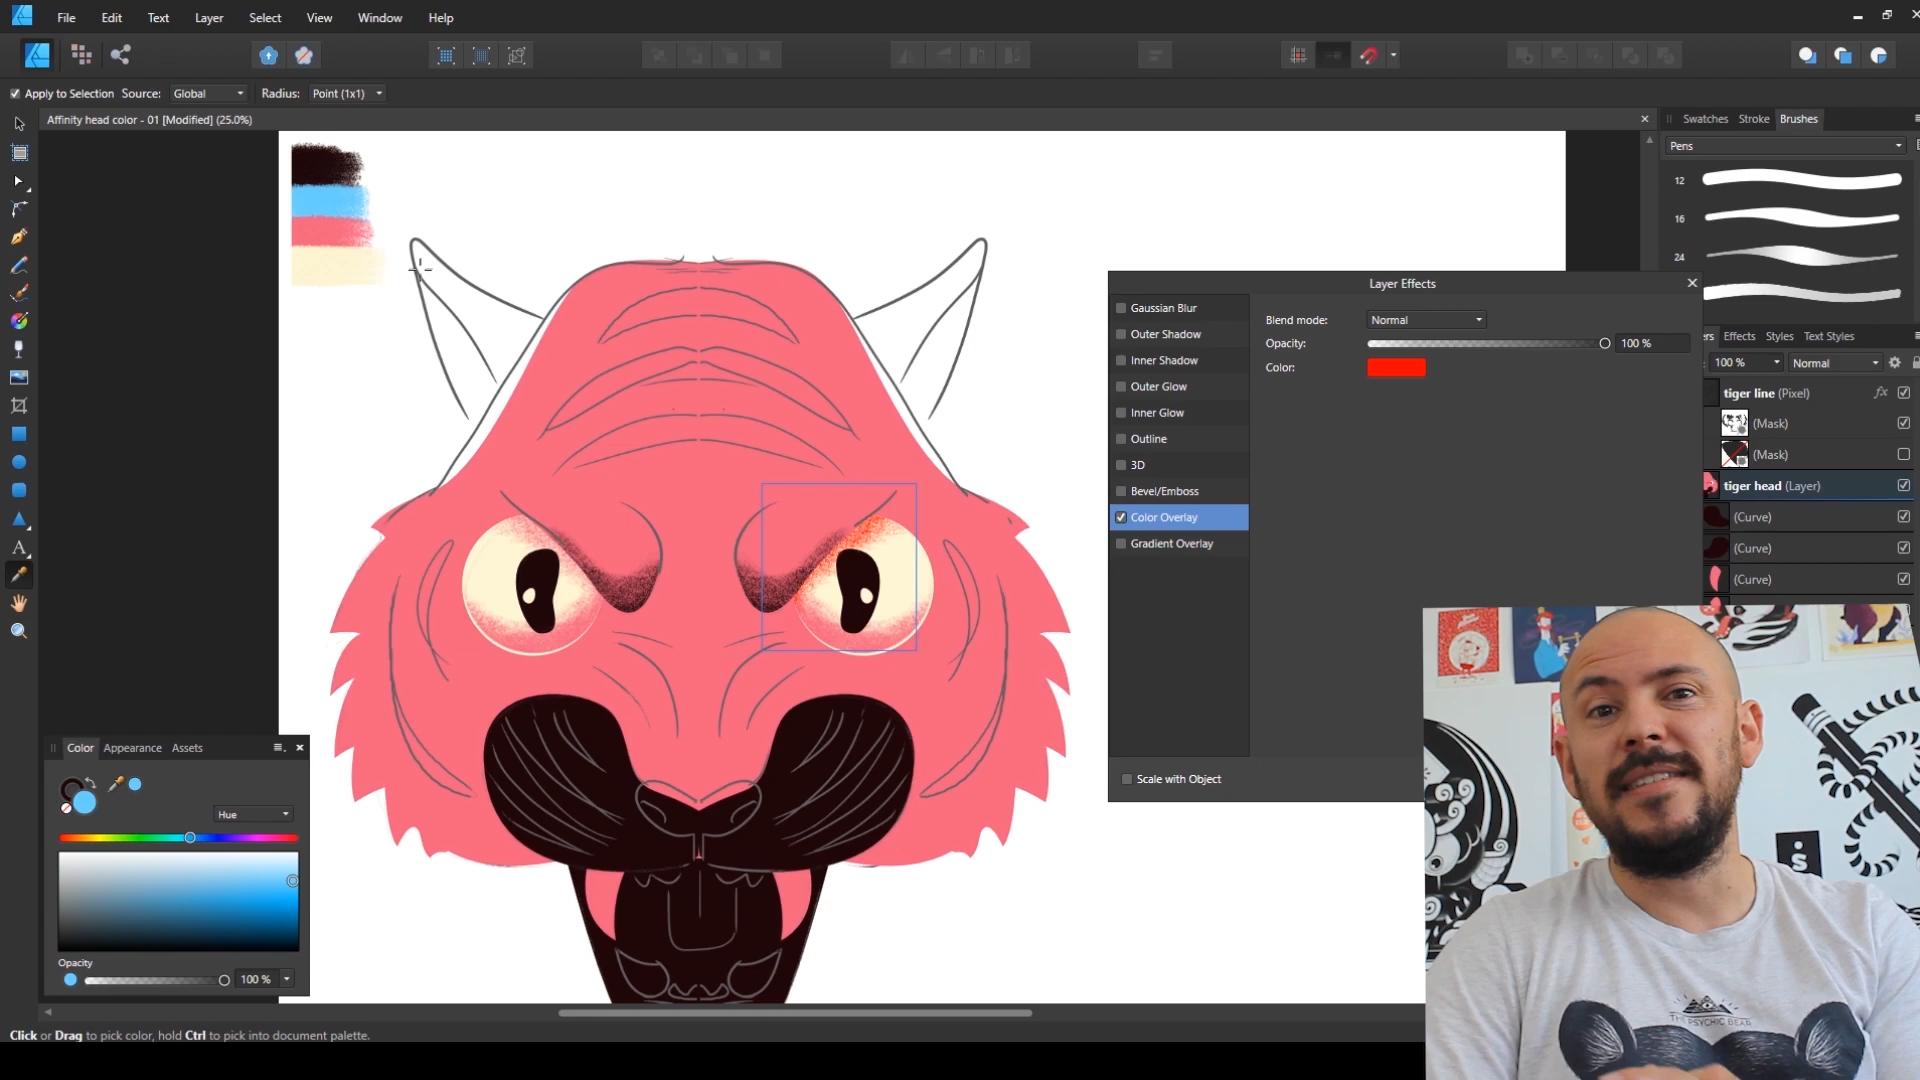 File Edit Text Layer Select View Window Help
Apply to Selection Source: Global Radius: Point (1x1)
Affinity head color - 01 [Modified] (25.0%)
Swatches Stroke Brushes
Pens
12
16
24
Layer Effects
Gaussian Blur
Outer Shadow
Inner Shadow
Outer Glow
Inner Glow
Outline
3D
Bevel/Emboss
Color Overlay
Gradient Overlay
Blend mode: Normal
Opacity: 100 %
Color:
Scale with Object
Effects Styles Text Styles
100 % Normal
tiger line (Pixel) fx
(Mask)
(Mask)
tiger head (Layer)
(Curve)
(Curve)
(Curve)
Color Appearance Assets
Hue
Opacity
100 %
THE PSYCHIC BEAR
Click or Drag to pick color, hold Ctrl to pick into document palette.